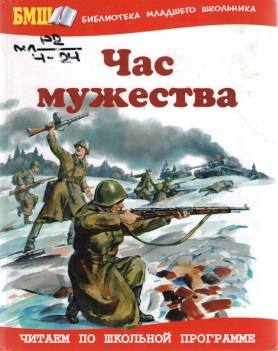 БМШ БИБЛИОТЕКА МЛАДШЕГО ШКОЛЬНИКА
Час
мужества
ЧИТАЕМ ПО ШКОЛЬНОЙ ПРОГРАММЕ